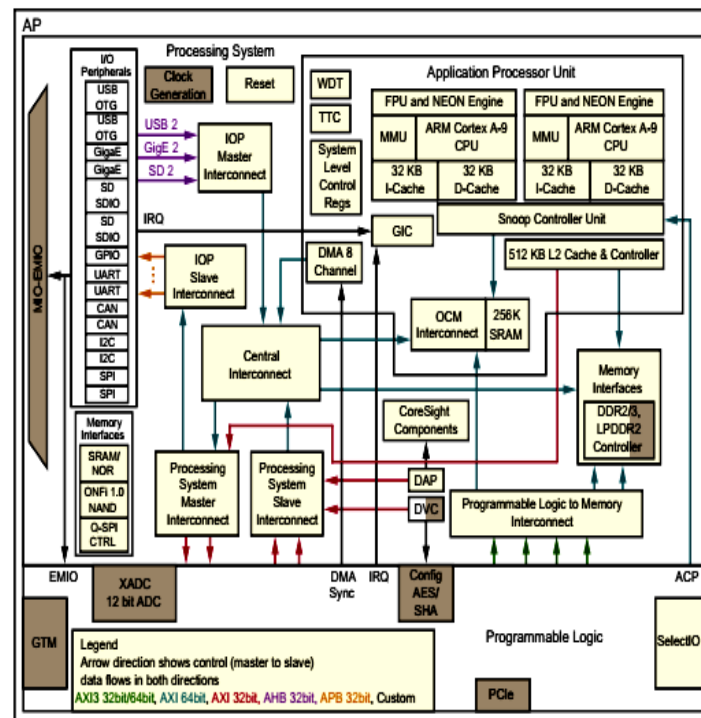 AP
Processing System
I/O
Peripherals
USB
OTG
USB
OTG
GigaE
GigaE
SD
SDIO
SD
SDIO
GPIO
UART
UART
CAN
CAN
I2C
I2C
SPI
SPI
MIO-EMIO
Memory
Interfaces
SRAM/
NOR
ONFi 1.0
NAND
Q-SPI
CTRL
Clock
Generation
Reset
USB 2
GigE 2
SD 2
IOP
Master
Interconnect
IRQ
IOP
Slave
Interconnect
Application Processor Unit
WDT
TTC
System
Level
Control
Regs
FPU and NEON Engine
MMU
ARM Cortex A-9
CPU
32 KB
I-Cache
32 KB
D-Cache
FPU and NEON Engine
MMU
ARM Cortex A-9
CPU
32 KB
I-Cache
32 KB
D-Cache
Snoop Controller Unit
GIC
DMA 8
Channel
512 KB L2 Cache & Controller
OCM
Interconnect
256K
SRAM
Central
Interconnect
Memory
Interfaces
DDR2/3,
LPDDR2
Controller
CoreSight
Components
Processing
System
Master
Interconnect
Processing
System
Slave
Interconnect
DAP
DVC
Programmable Logic to Memory
Interconnect
EMIO
XADC
12 bit ADC
DMA
Sync
IRQ
Config
AES/
SHA
ACP
GTM
Legend
Arrow direction shows control (master to slave)
data flows in both directions
AXI3 32bit/64bit, AXI 64bit, AXI 32bit, AHB 32bit, APB 32bit, Custom
Programmable Logic
PCIe
SelectIO